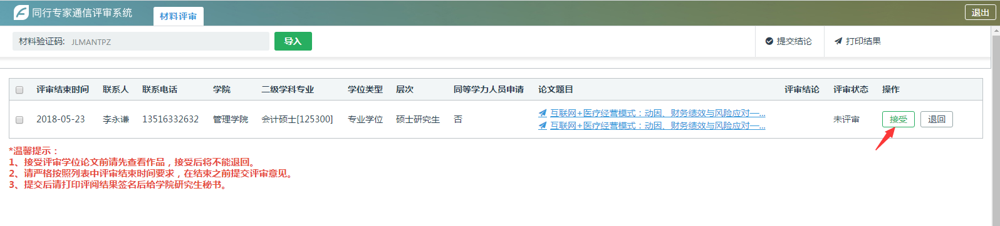 同行专家通信评审系统
材料评审
退出
材料验证码: JLMANTPZ
导入
提交结论
打印结果
评审结束时间 联系人 联系电话 学院 二级学科专业 学位类型 层次 同等学力人员申请 论文题目 评审结论 评审状态 操作
2018-05-23 李永谦 13516332632 管理学院 会计硕士[125300] 专业学位 硕士研究生 否 互联网+医疗经营模式：动因、财务绩效与风险应对—... 未评审 接受 退回
互联网+医疗经营模式：动因、财务绩效与风险应对—...
*温馨提示：
1、接受评审学位论文前请先查看作品，接受后将不能退回。
2、请严格按照列表中评审结束时间要求，在结束之前提交评审意见。
3、提交后请打印评阅结果签名后给学院研究生秘书。